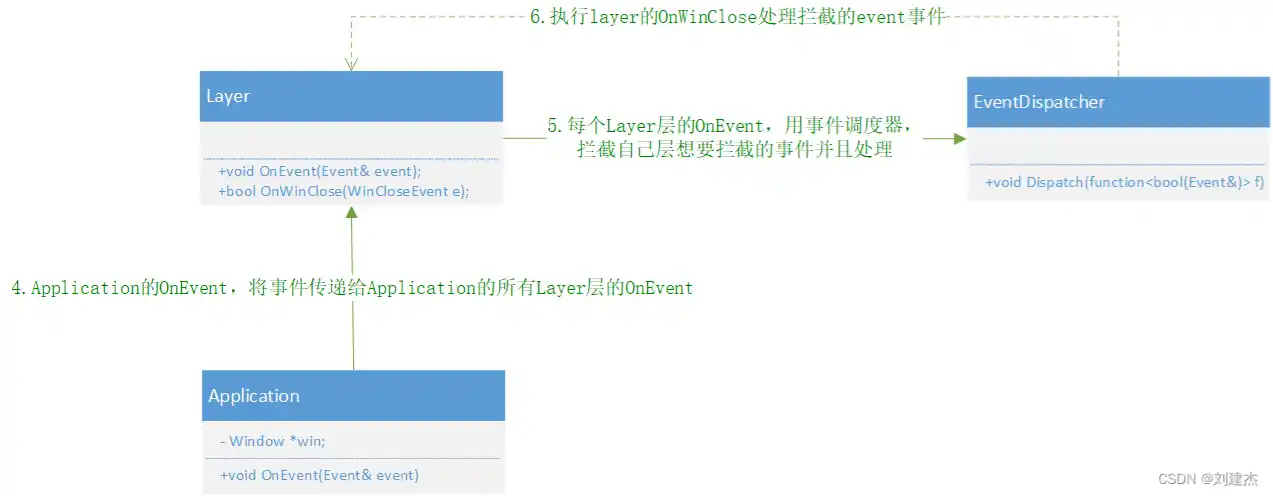 6.执行layer的OnWinClose处理拦截的event事件
Layer
+void OnEvent(Event& event);
+bool OnWinClose(WinCloseEvent e);
5.每个Layer层的OnEvent，用事件调度器，
拦截自己层想要拦截的事件并且处理
EventDispatcher
+void Dispatch(function<bool(Event&)> f)
4.Application的OnEvent，将事件传递给Application的所有Layer层的OnEvent
Application
- Window *win;
+void OnEvent(Event& event)
CSDN @刘建杰